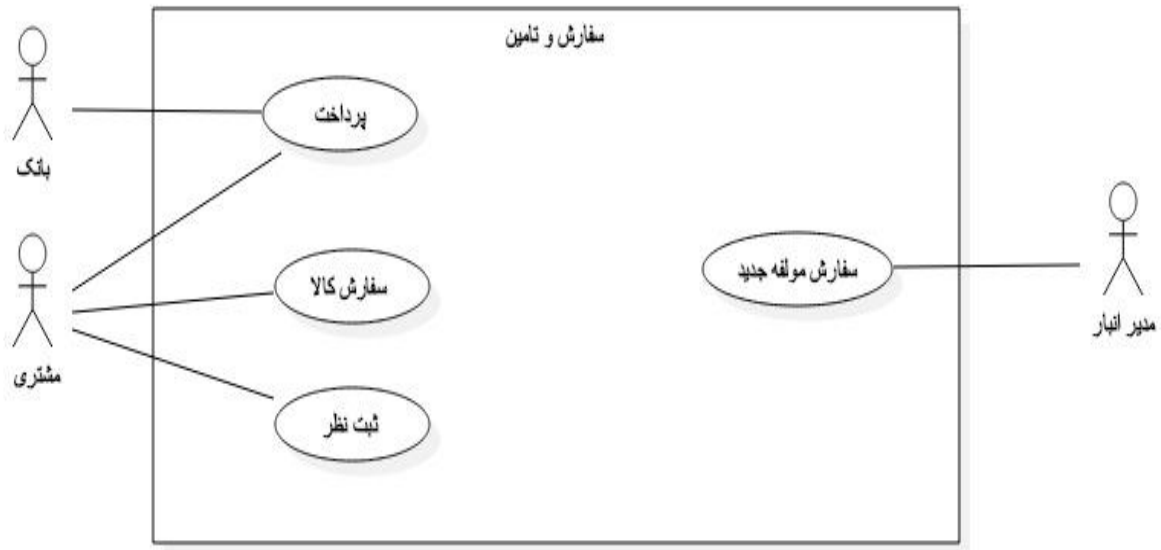 سفارش و تامین
پرداخت
بانک
سفارش مولفه جدید
سفارش کالا
مدیر انبار
مشتری
ثبت نظر